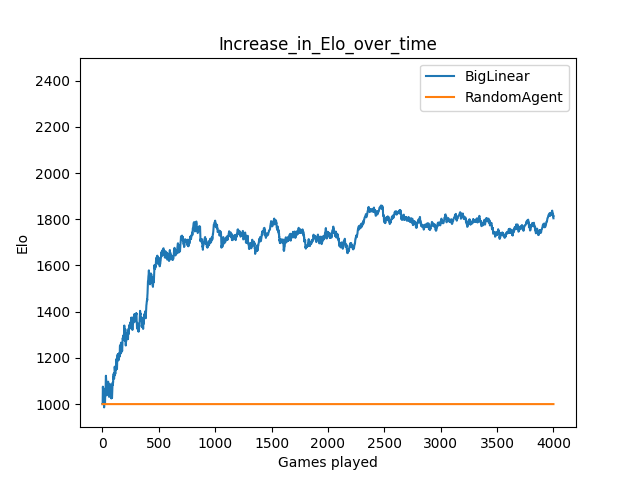 Increase_in_Elo_over_time
BigLinear
RandomAgent
2400
2200
2000
1800
1600
1400
1200
1000
Elo
0 500 1000 1500 2000 2500 3000 3500 4000
Games played